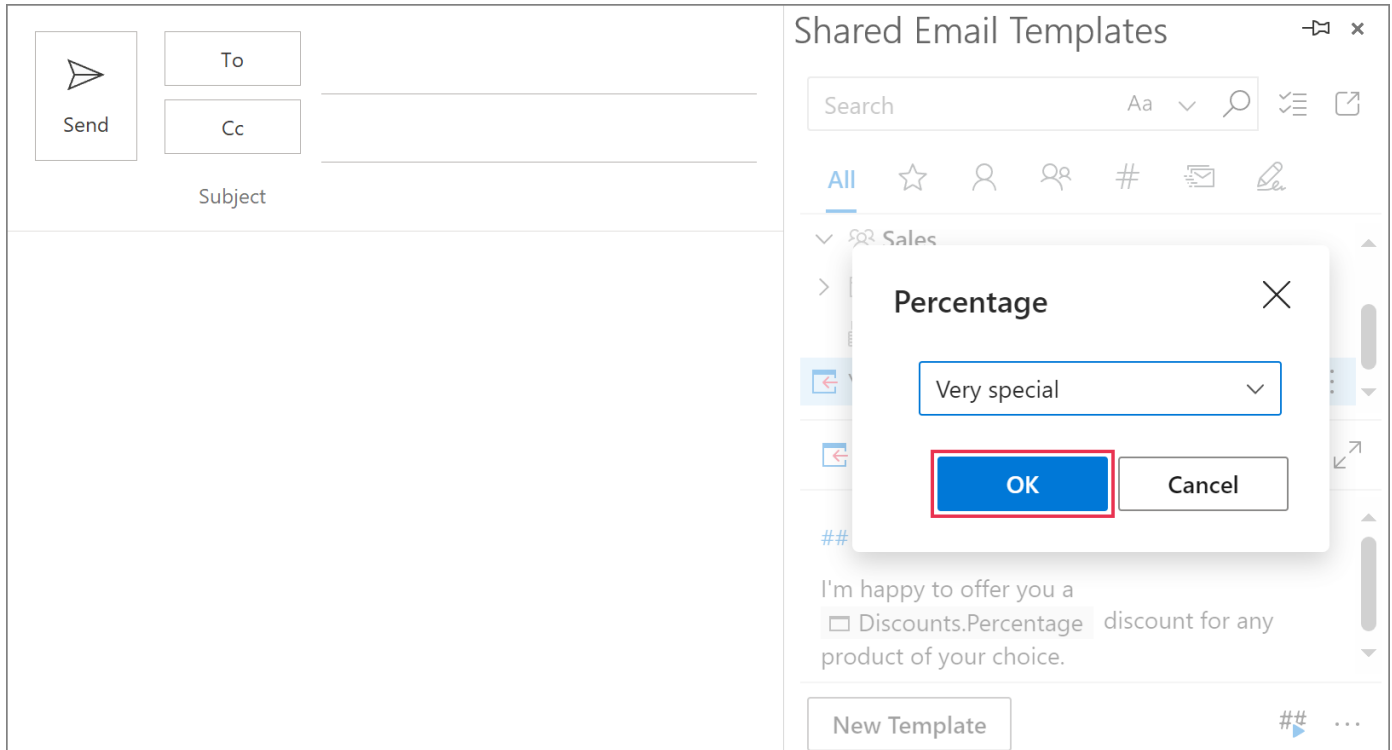 Send
To
Cc
Subject
Shared Email Templates
Search
Aa
All
#
Sales
Percentage
Very special
OK
Cancel
##
I'm happy to offer you a
Discounts.Percentage discount for any
product of your choice.
New Template
##
...